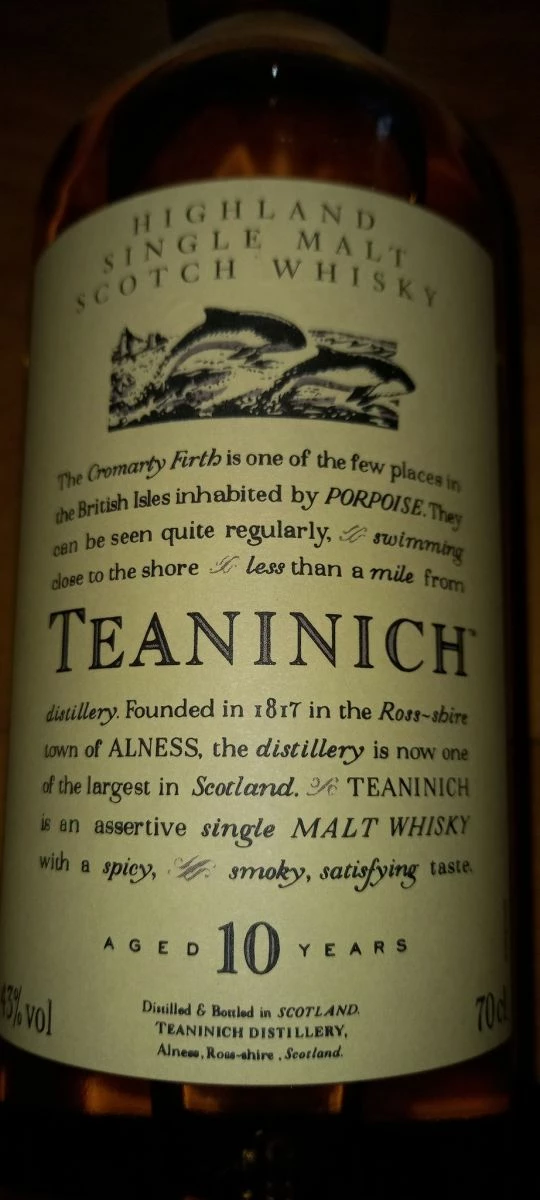 HIGHLAND
SINGLE MALT
SCOTCH WHISKY
The Cromarty Firth is one of the few places in
the British Isles inhabited by PORPOISE. They
can be seen quite regularly, swimming
close to the shore less than a mile from
TEANINICH
distillery. Founded in 1817 in the Ross~shire
town of ALNESS, the distillery is now one
of the largest in Scotland. TEANINICH
is an assertive single MALT WHISKY
with a spicy, smoky, satisfying taste.
AGED 10 YEARS
43% vol
70cl
Distilled & Bottled in SCOTLAND.
TEANINICH DISTILLERY,
Alness, Ross-shire, Scotland.